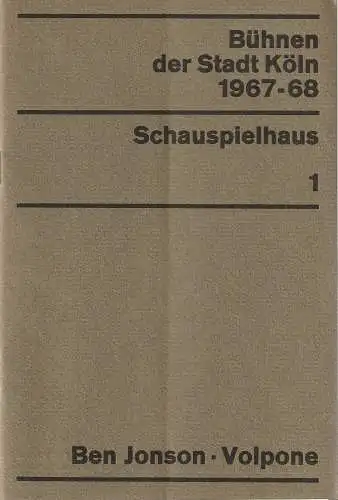 Bühnen
der Stadt Köln
1967-68
Schauspielhaus
1
Ben Jonson · Volpone